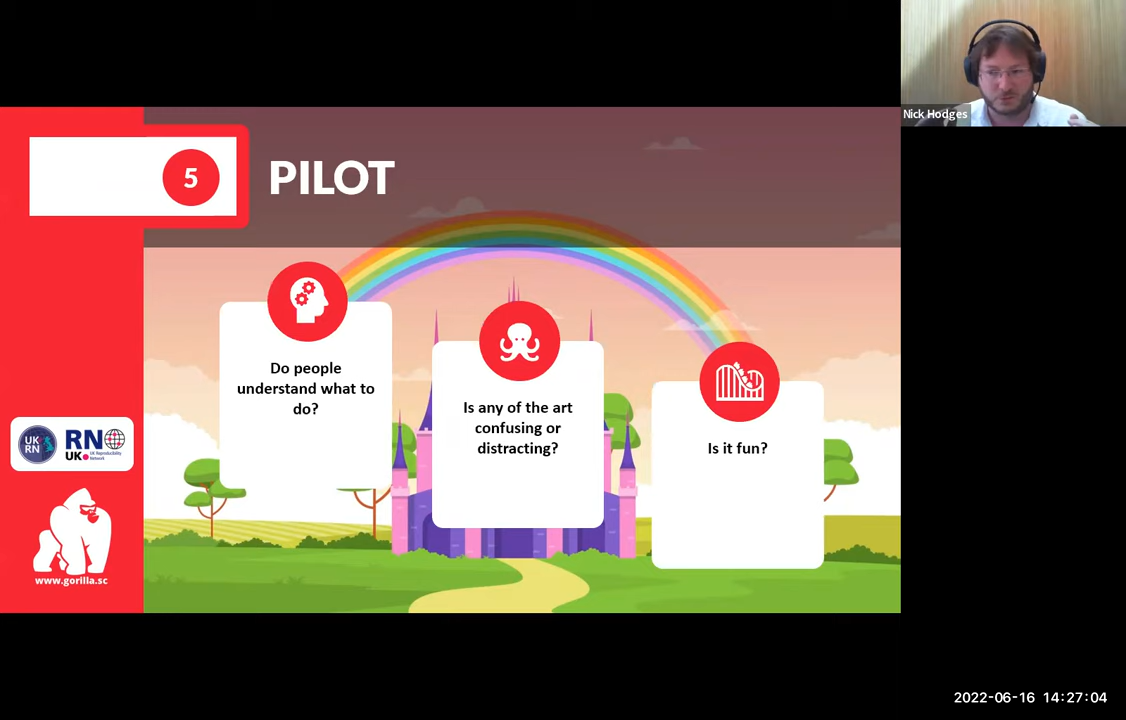 Nick Hodges
5
PILOT
Do people
understand what to
do?
Is any of the art
confusing or
distracting?
Is it fun?
UK
RN
RN
UK
UK Reproducibility
Network
www.gorilla.sc
2022-06-16 14:27:04